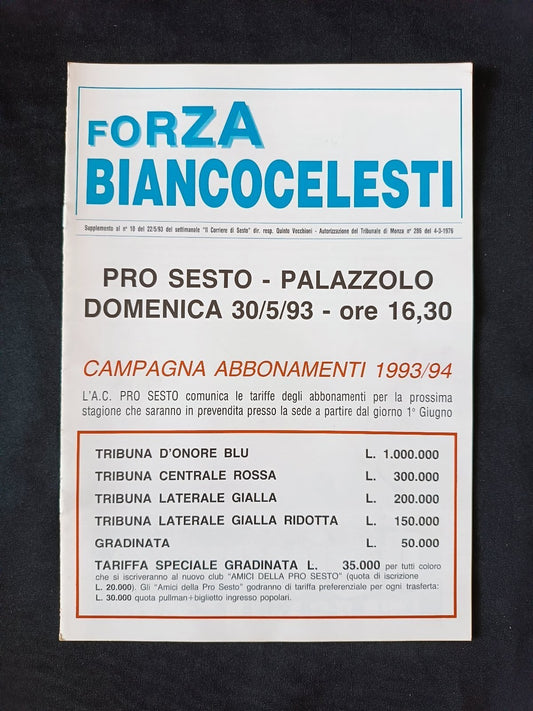 FORZA
BIANCOCELESTI
Supplemento al n° 19 del 22/5/93 del settimanale "Il Corriere di Sesto" dir. resp. Quinto Vecchioni - Autorizzazione del Tribunale di Monza n° 286 del 4-3-1976
PRO SESTO - PALAZZOLO
DOMENICA 30/5/93 - ore 16,30
CAMPAGNA ABBONAMENTI 1993/94
L'A.C. PRO SESTO comunica le tariffe degli abbonamenti per la prossima
stagione che saranno in prevendita presso la sede a partire dal giorno 1° Giugno
TRIBUNA D'ONORE BLU L. 1.000.000
TRIBUNA CENTRALE ROSSA L. 300.000
TRIBUNA LATERALE GIALLA L. 200.000
TRIBUNA LATERALE GIALLA RIDOTTA L. 150.000
GRADINATA L. 50.000
TARIFFA SPECIALE GRADINATA L. 35.000 per tutti coloro
che si iscriveranno al nuovo club "AMICI DELLA PRO SESTO" (quota di iscrizione
L. 20.000). Gli "Amici della Pro Sesto" godranno di tariffa preferenziale per ogni trasferta:
L. 30.000 quota pullman+biglietto ingresso popolari.